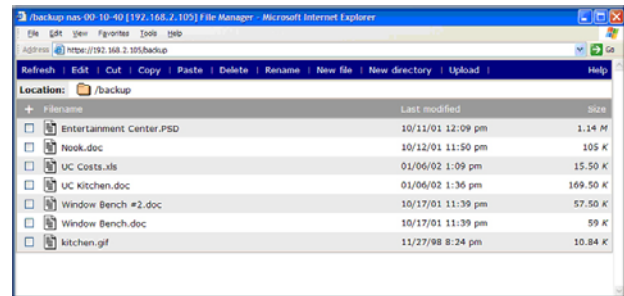 /backup nas-00-10-40 [192.168.2.105] File Manager - Microsoft Internet Explorer
File Edit View Favorites Tools Help
Address https://192.168.2.105/backup Go
Refresh | Edit | Cut | Copy | Paste | Delete | Rename | New file | New directory | Upload | Help
Location: /backup
+ Filename Last modified Size
Entertainment Center.PSD 10/11/01 12:09 pm 1.14 M
Nook.doc 10/12/01 11:50 pm 105 K
UC Costs.xls 01/06/02 1:09 pm 15.50 K
UC Kitchen.doc 01/06/02 1:36 pm 169.50 K
Window Bench #2.doc 10/17/01 11:39 pm 57.50 K
Window Bench.doc 10/17/01 11:39 pm 59 K
kitchen.gif 11/27/98 8:24 pm 10.84 K